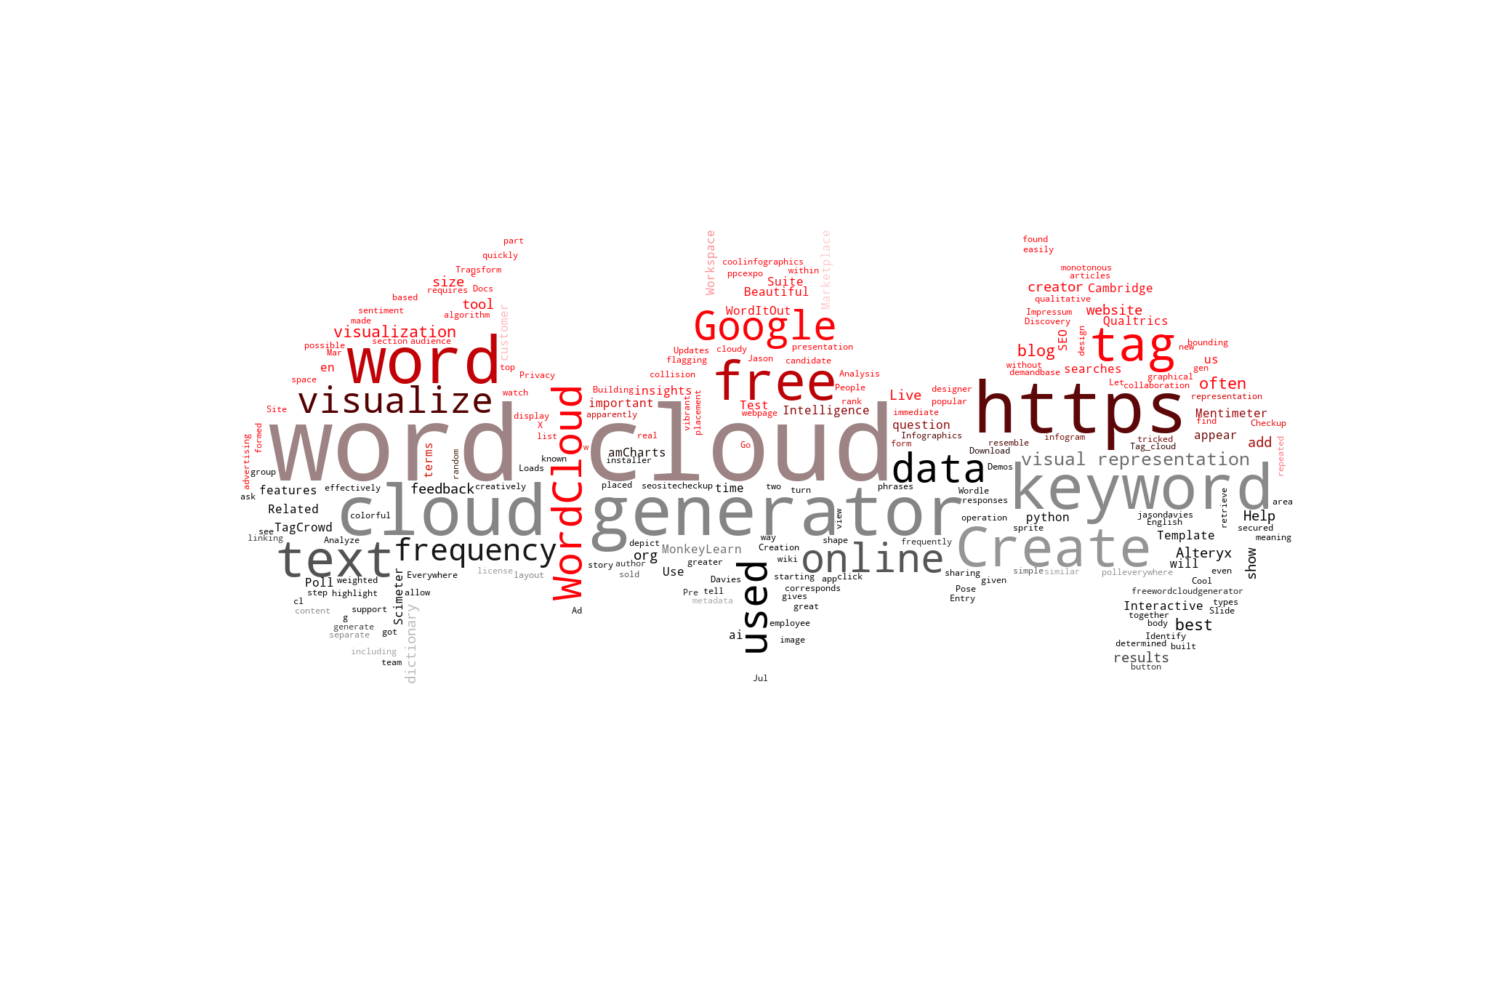 part
quickly
Transform
e
size
requires
Docs
based
tool
sentiment
algorithm
made
visualization
customer
section
audience
possible
Mar
word
en
top
space
Privacy
watch
visualize
Site
display
X
list
WordCloud
Workspace
Marketplace
coolinfographics
within
ppcexpo
Suite
Beautiful
WordItOut
Google
Updates
cloudy
presentation
flagging
Jason
candidate
collision
free
Analysis
Building
insights
People
important
vibrant
placement
Test
rank
apparently
webpage
Intelligence
real
w
Go
Live
designer
popular
immediate
question
Infographics
form
found
easily
monotonous
articles
creator
Cambridge
qualitative
Impressum
website
Discovery
Qualtrics
SEO
design
tag
bounding
new
blog
us
without
searches
gen
demandbase
graphical
Let
collaboration
often
representation
https
Mentimeter
find
Checkup
appear
infogram
tricked
resemble
Tag_cloud
add
repeated
Download
advertising
formed
word cloud
terms
random
known
Loads
amCharts
installer
data
Demos
visual representation
group
ask
features
effectively
feedback
creatively
placed
seositecheckup
time
two
turn
phrases
Wordle
responses
keyword
area
retrieve
Related
colorful
cloud
generator
view
operation
python
jasondavies
English
Help
secured
sprite
see
TagCrowd
linking
Analyze
meaning
text
frequency
depict
org
MonkeyLearn
way
Creation
shape
frequently
Create
Template
Alteryx
show
wiki
online
Will
even
Poll
weighted
Everywhere
license
layout
story
author
sold
Use
greater
Davies
starting
app
click
sharing
simple
similar
polleverywhere
Cool
step
highlight
Scimeter
allow
Pre
tell
metadata
used
corresponds
gives
Pose
given
Entry
freewordcloudgenerator
cl
content
support
dictionary
Ad
great
Interactive
types
Slide
g
together
generate
employee
body
best
separate
got
ai
image
Identify
determined
built
including
team
results
button
Jul